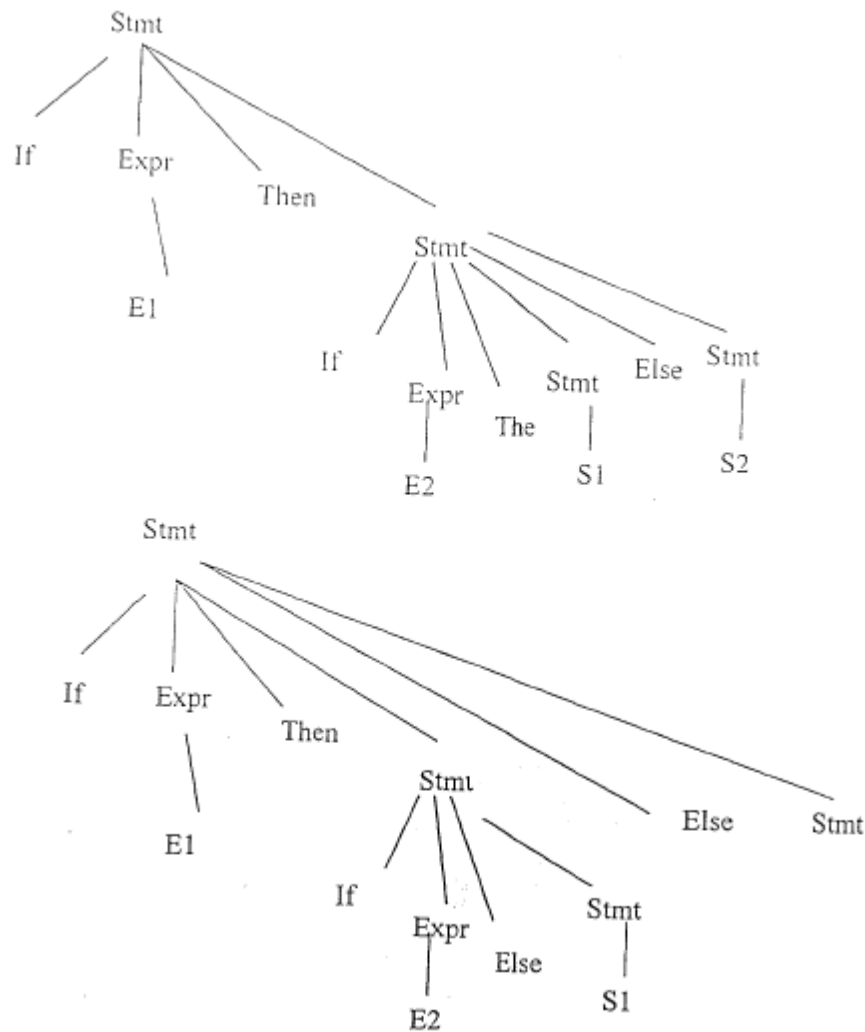 Stmt
If Expr Then
Stmt
E1
If Expr The Stmt Else Stmt
E2 S1 S2
Stmt
If Expr Then
Stmt Else Stmt
E1
If Expr Else Stmt
E2 S1